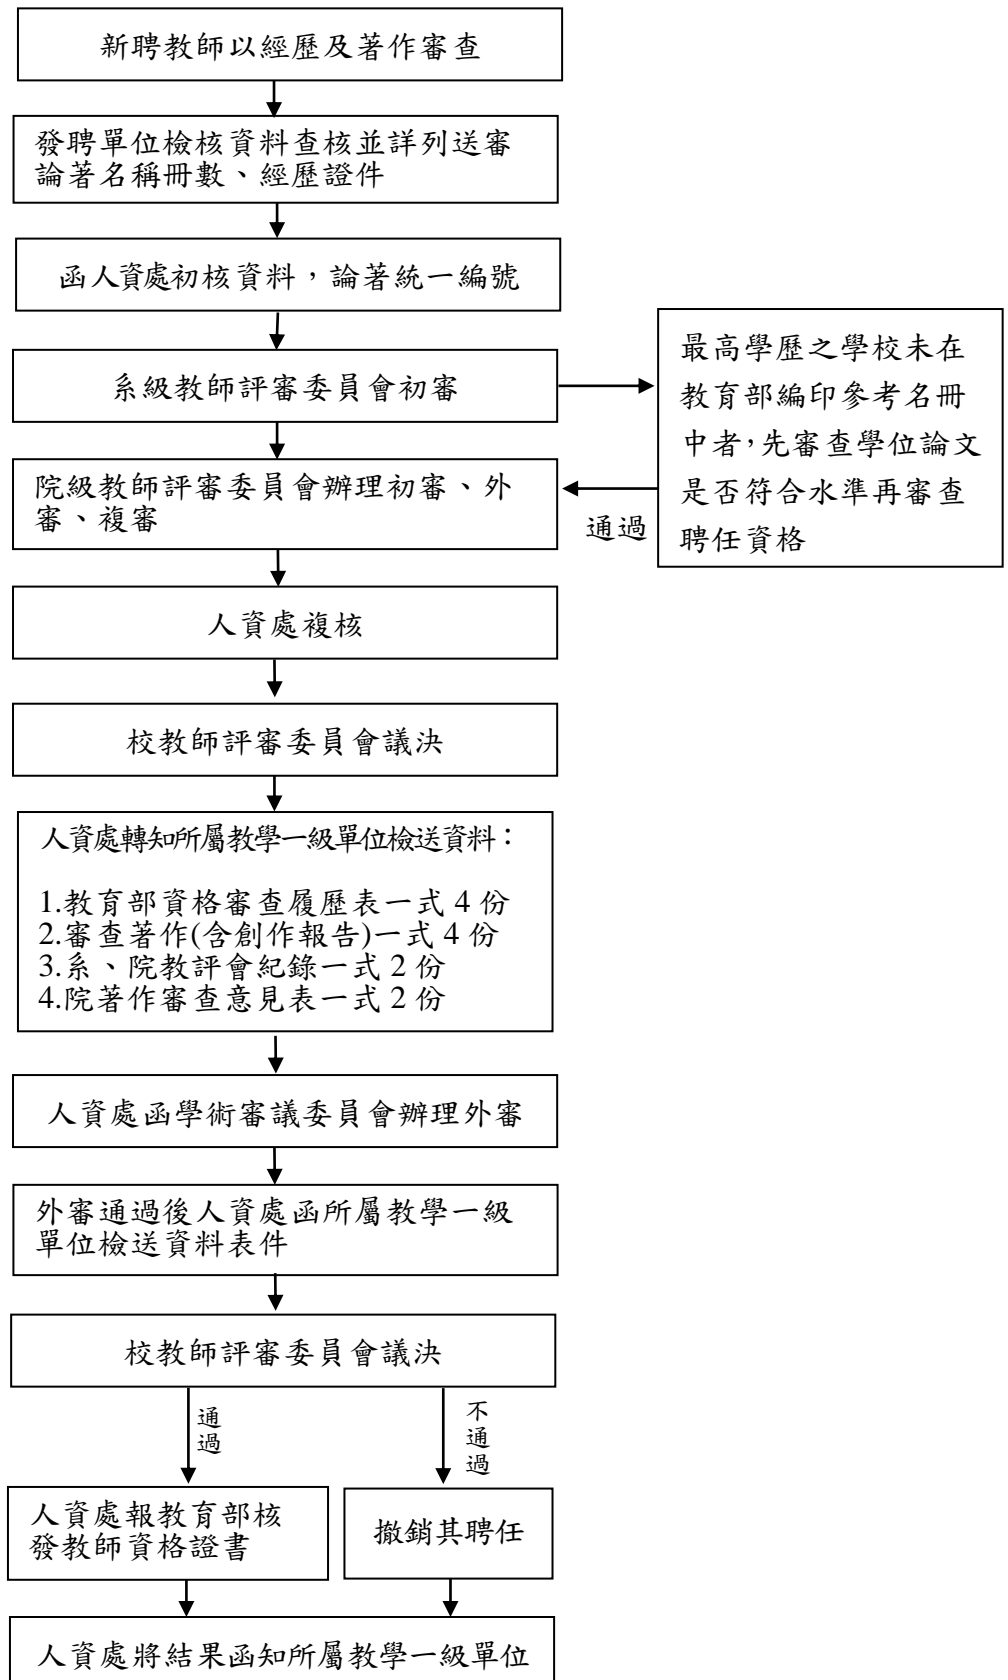 新聘教師以經歷及著作審查
發聘單位檢核資料查核並詳列送審
論著名稱冊數、經歷證件
函人資處初核資料，論著統一編號
系級教師評審委員會初審
最高學歷之學校未在
教育部編印參考名冊
中者，先審查學位論文
是否符合水準再審查
聘任資格
通過
院級教師評審委員會辦理初審、外
審、複審
人資處複核
校教師評審委員會議決
人資處轉知所屬教學一級單位檢送資料：
1.教育部資格審查履歷表一式 4 份
2.審查著作(含創作報告)一式 4 份
3.系、院教評會紀錄一式 2 份
4.院著作審查意見表一式 2 份
人資處函學術審議委員會辦理外審
外審通過後人資處函所屬教學一級
單位檢送資料表件
校教師評審委員會議決
通過
不通過
人資處報教育部核
發教師資格證書
撤銷其聘任
人資處將結果函知所屬教學一級單位